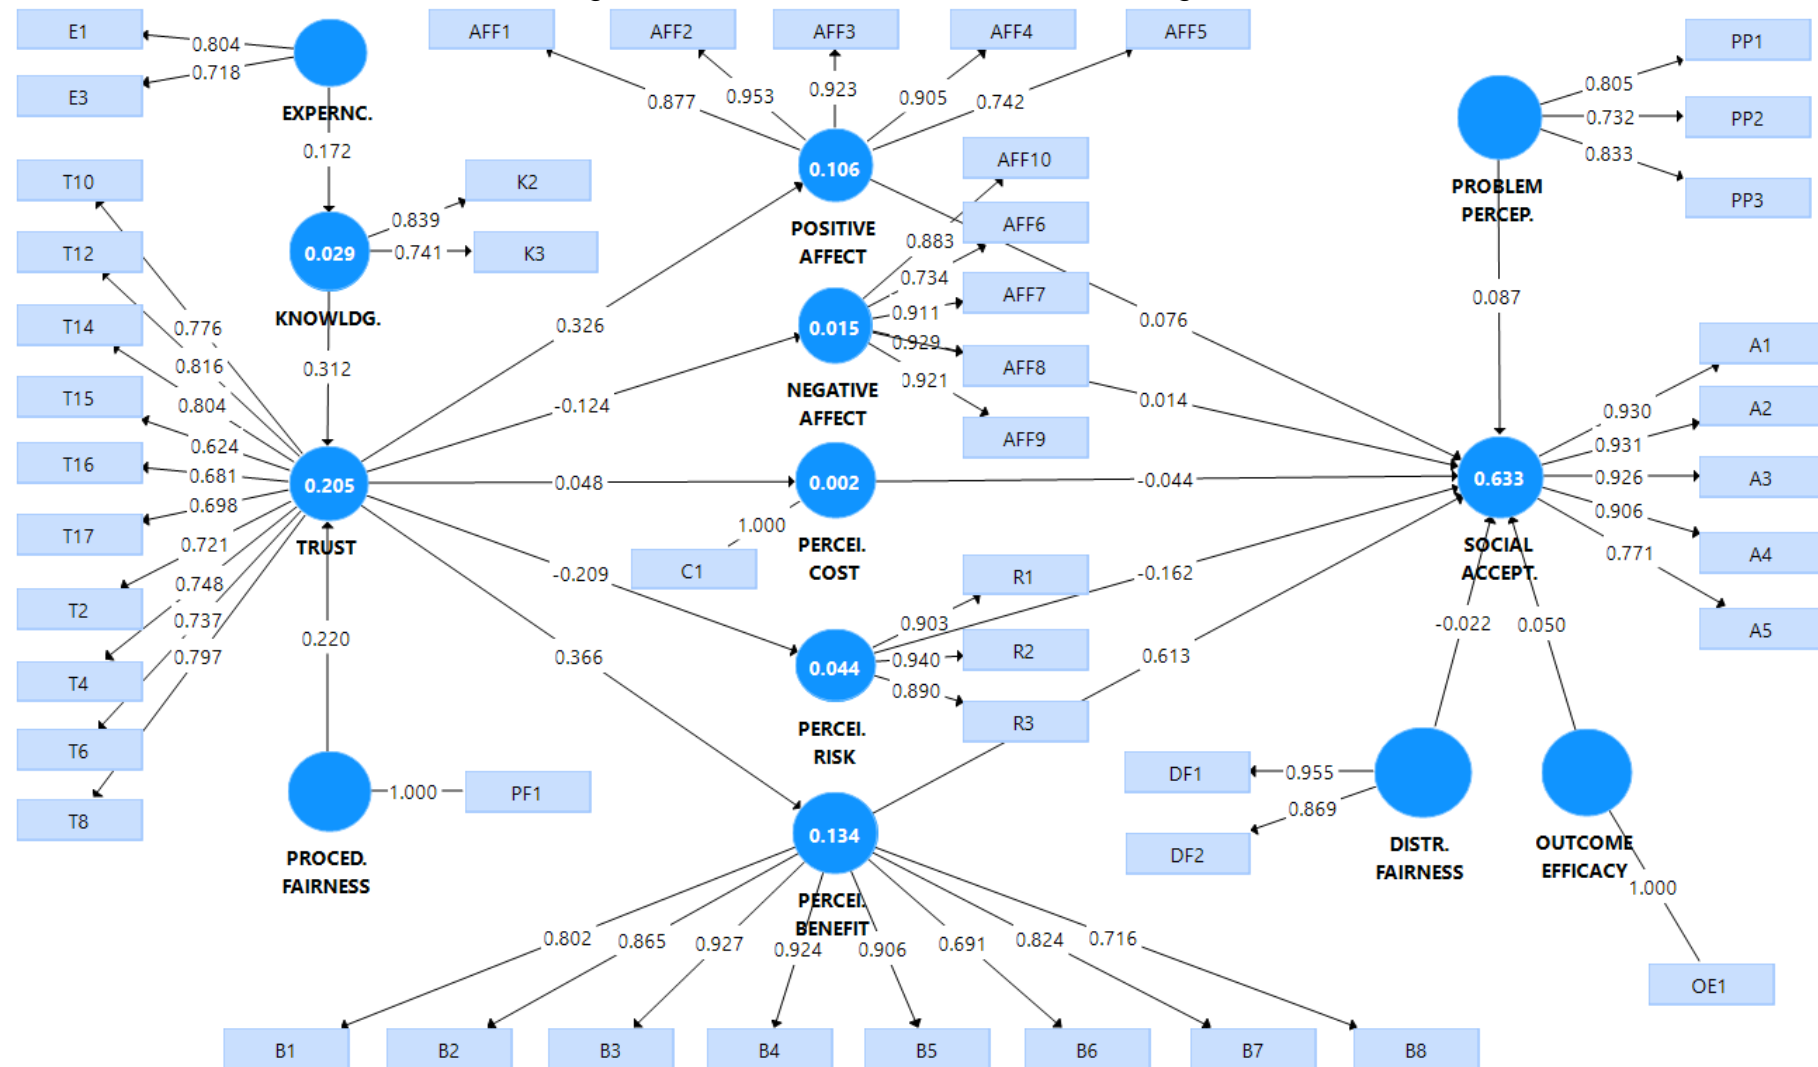 E1
0.804
E3
0.718
EXPERNC.
0.172
AFF1
AFF2
AFF3
AFF4
AFF5
0.877
0.953
0.923
0.905
0.742
0.106
POSITIVE
AFFECT
PP1
PP2
PP3
0.805
0.732
0.833
PROBLEM
PERCEP.
0.087
T10
T12
T14
T15
T16
T17
T2
T4
T6
T8
0.776
0.816
0.804
0.624
0.681
0.698
0.721
0.748
0.737
0.797
K2
K3
0.839
0.741
0.029
KNOWLDG.
0.312
0.205
TRUST
0.220
PROCED.
FAIRNESS
1.000
PF1
0.326
-0.124
0.048
-0.209
0.366
AFF10
AFF6
AFF7
AFF8
AFF9
0.883
0.734
0.911
0.929
0.921
0.015
NEGATIVE
AFFECT
0.076
0.014
-0.044
-0.162
0.613
0.002
PERCEI.
COST
1.000
C1
R1
R2
R3
0.903
0.940
0.890
0.044
PERCEI.
RISK
0.134
PERCEI.
BENEFIT
0.802
0.865
0.927
0.924
0.906
0.691
0.824
0.716
B1
B2
B3
B4
B5
B6
B7
B8
A1
A2
A3
A4
A5
0.930
0.931
0.926
0.906
0.771
0.633
SOCIAL
ACCEPT.
-0.022
0.050
DF1
DF2
0.955
0.869
DISTR.
FAIRNESS
OUTCOME
EFFICACY
1.000
OE1